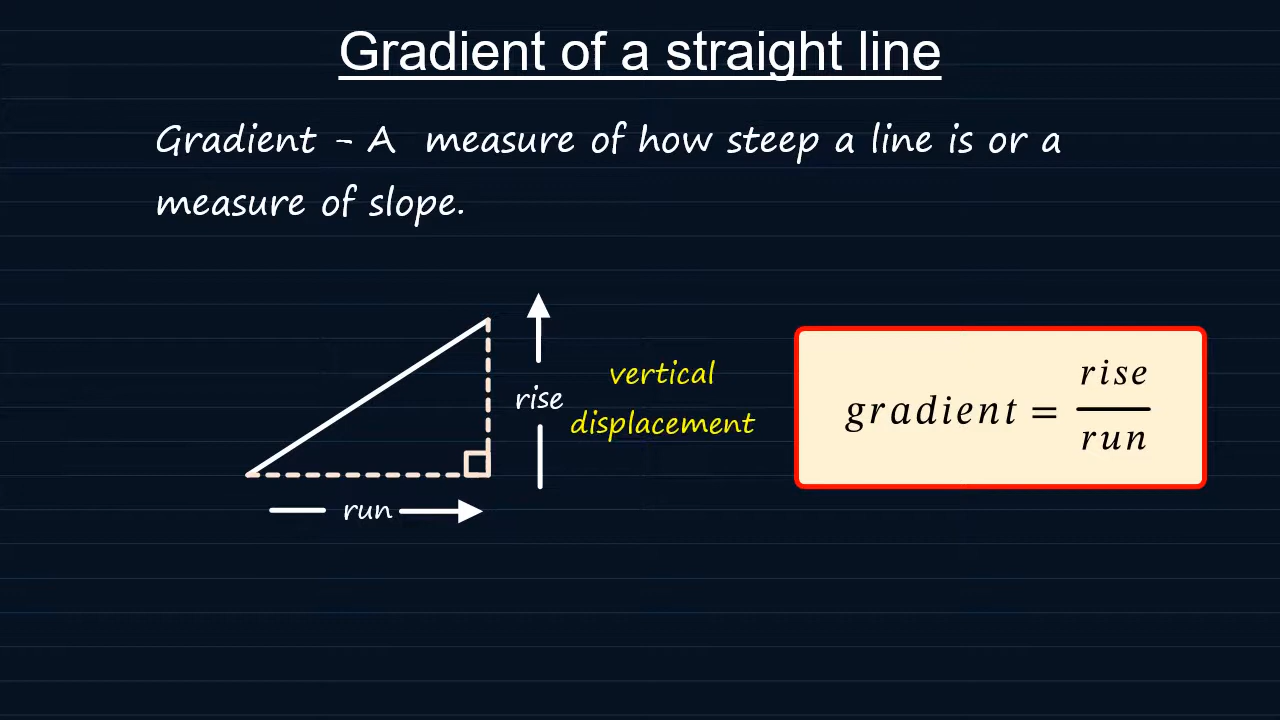 Gradient of a straight line
Gradient - A measure of how steep a line is or a
measure of slope.
rise
vertical
displacement
run
gradient = rise/run